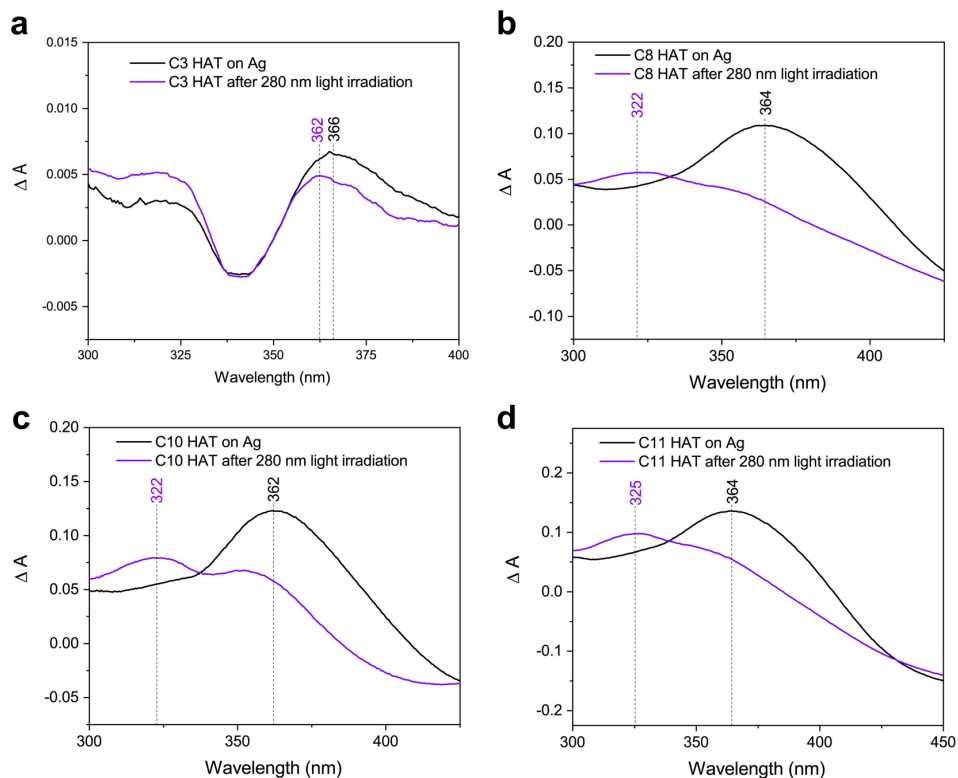 a
C3 HAT on Ag
C3 HAT after 280 nm light irradiation
362
366
0.015
0.010
0.005
0.000
-0.005
Δ A
300
325
350
375
400
Wavelength (nm)
b
C8 HAT on Ag
C8 HAT after 280 nm light irradiation
322
364
0.20
0.15
0.10
0.05
0.00
-0.05
-0.10
Δ A
300
350
400
Wavelength (nm)
c
C10 HAT on Ag
C10 HAT after 280 nm light irradiation
322
362
0.20
0.15
0.10
0.05
0.00
-0.05
Δ A
300
350
400
Wavelength (nm)
d
C11 HAT on Ag
C11 HAT after 280 nm light irradiation
325
364
0.2
0.1
0.0
-0.1
-0.2
Δ A
300
350
400
450
Wavelength (nm)